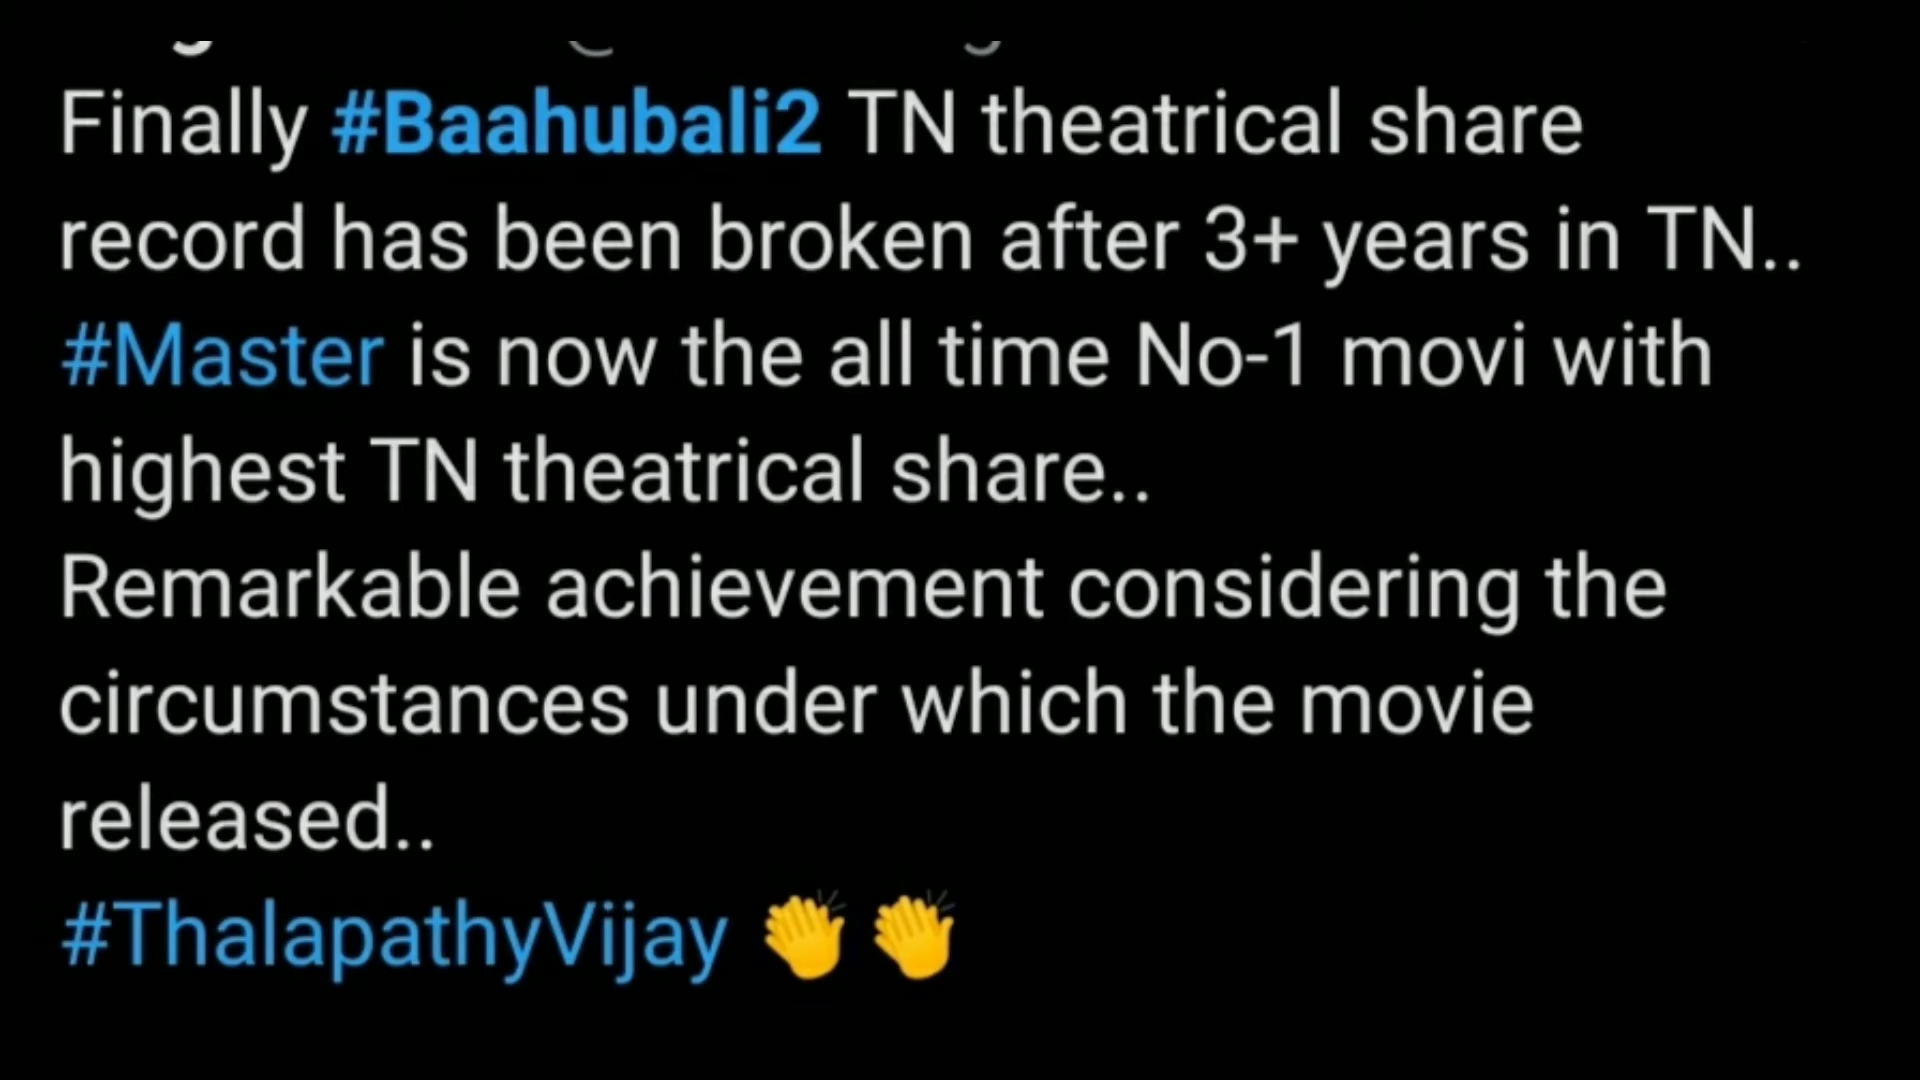 Finally #Baahubali2 TN theatrical share
record has been broken after 3+ years in TN..
#Master is now the all time No-1 movi with
highest TN theatrical share..
Remarkable achievement considering the
circumstances under which the movie
released..
#ThalapathyVijay 👏 👏